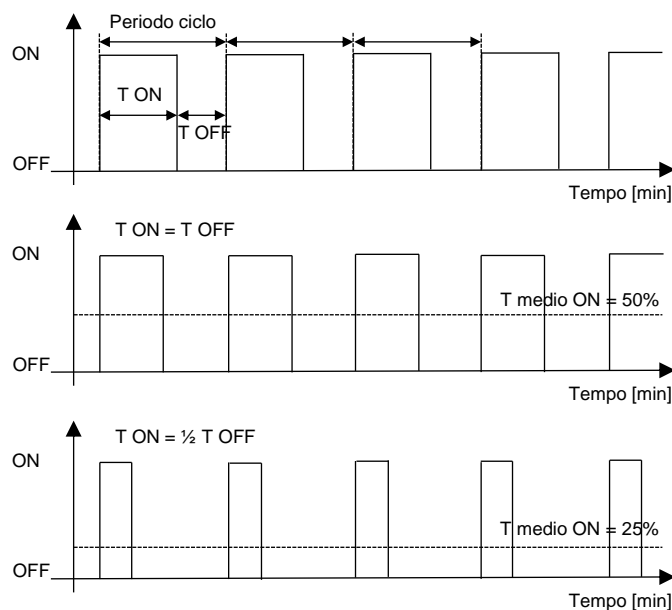 Periodo ciclo
ON
T ON
T OFF
OFF
Tempo [min]
T ON = T OFF
ON
T medio ON = 50%
OFF
Tempo [min]
T ON = ½ T OFF
ON
T medio ON = 25%
OFF
Tempo [min]